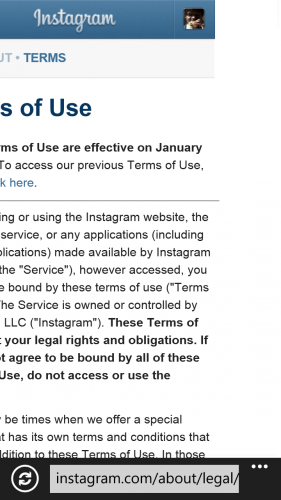 Instagram
UT • TERMS
s of Use
rms of Use are effective on January
To access our previous Terms of Use,
k here.
ing or using the Instagram website, the
service, or any applications (including
plications) made available by Instagram
the "Service"), however accessed, you
e bound by these terms of use ("Terms
The Service is owned or controlled by
LLC ("Instagram"). These Terms of
t your legal rights and obligations. If
ot agree to be bound by all of these
Use, do not access or use the
y be times when we offer a special
at has its own terms and conditions that
ddition to these Terms of Use. In those
instagram.com/about/legal/